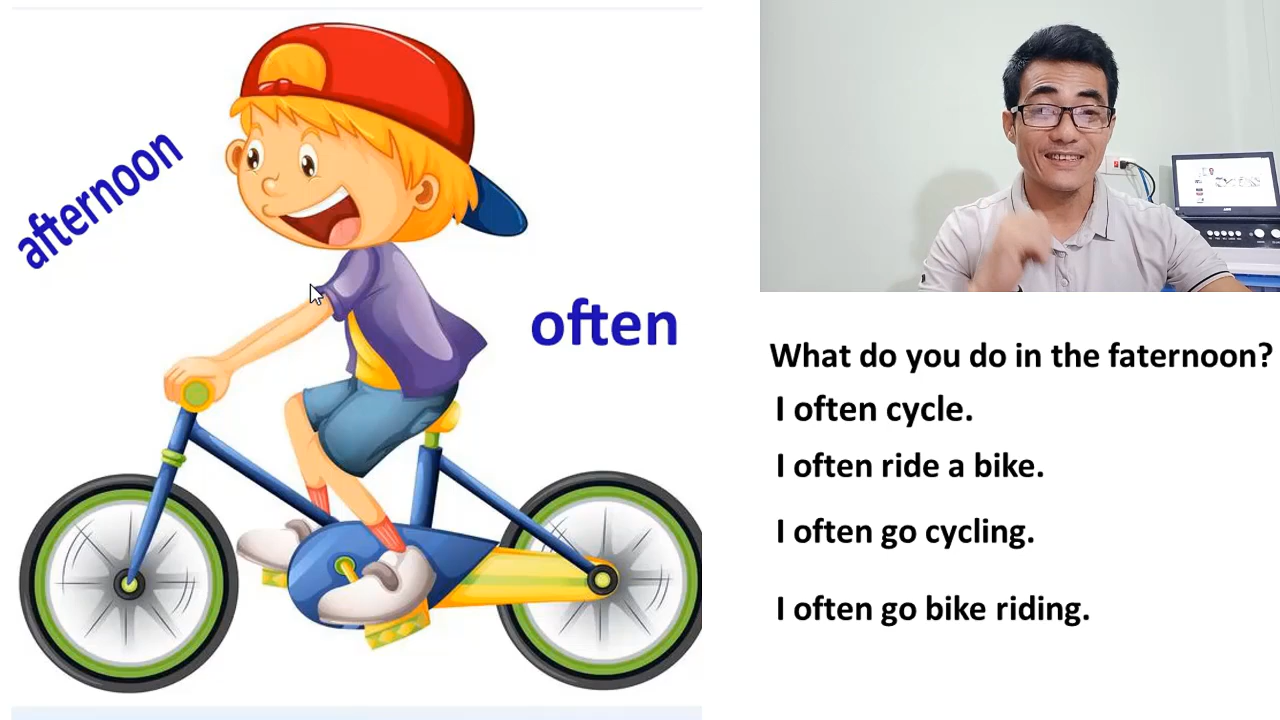 afternoon
often
What do you do in the faternoon?
I often cycle.
I often ride a bike.
I often go cycling.
I often go bike riding.